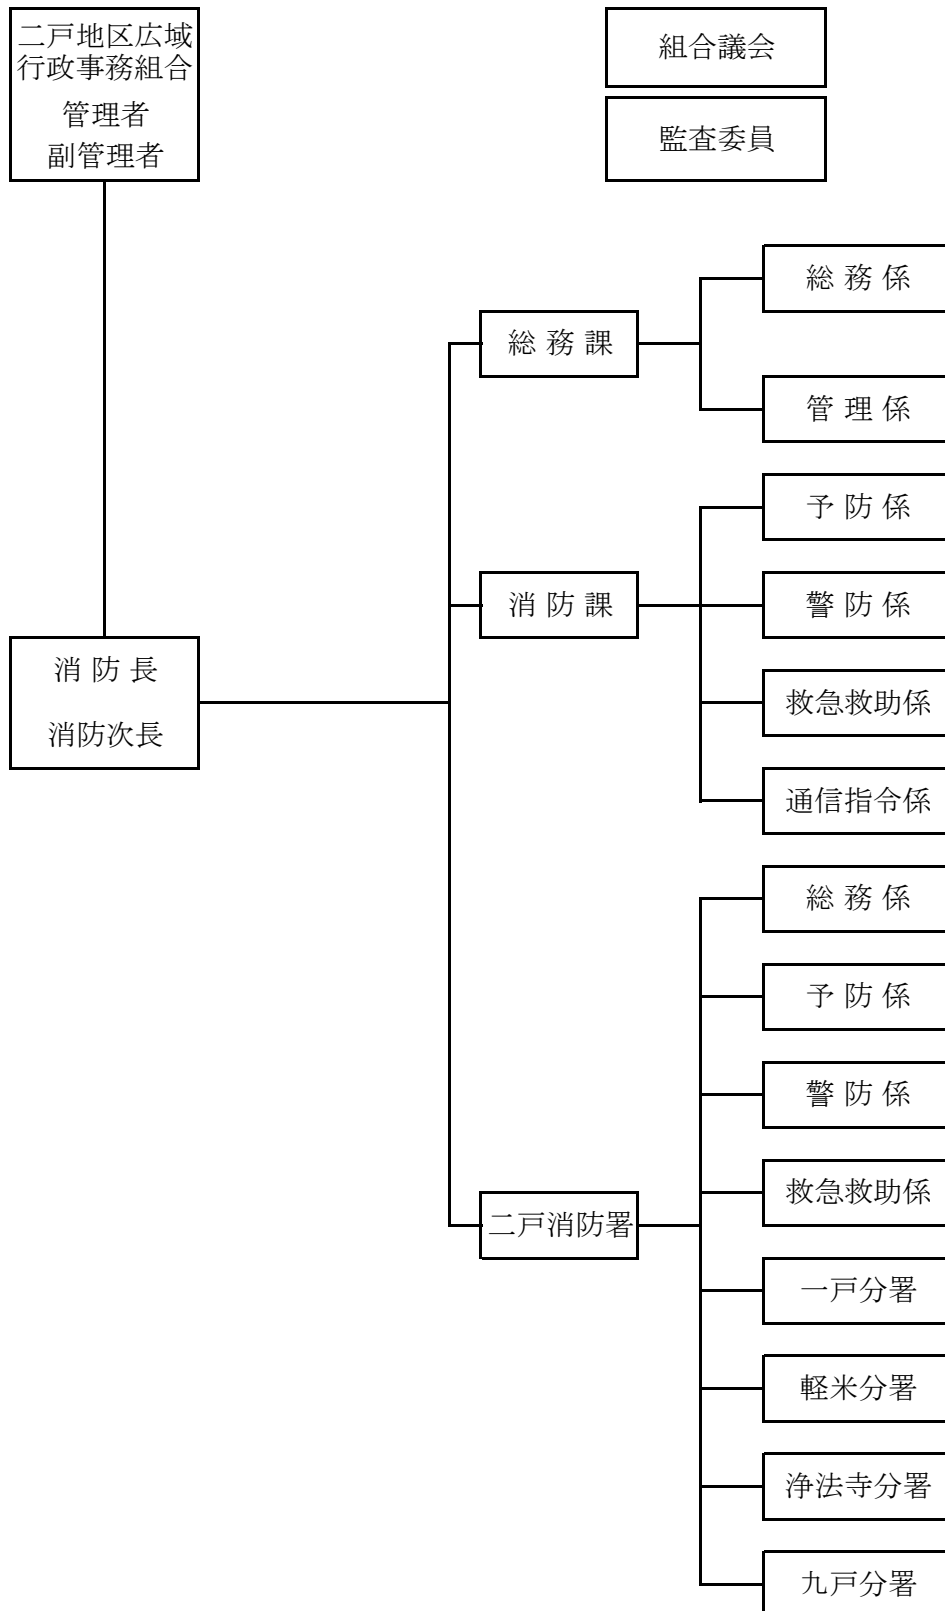 二戸地区広域
行政事務組合
管理者
副管理者
組合議会
監査委員
総務係
総務課
管理係
予防係
消防課
警防係
消防長
消防次長
救急救助係
通信指令係
総務係
予防係
警防係
救急救助係
二戸消防署
一戸分署
軽米分署
浄法寺分署
九戸分署